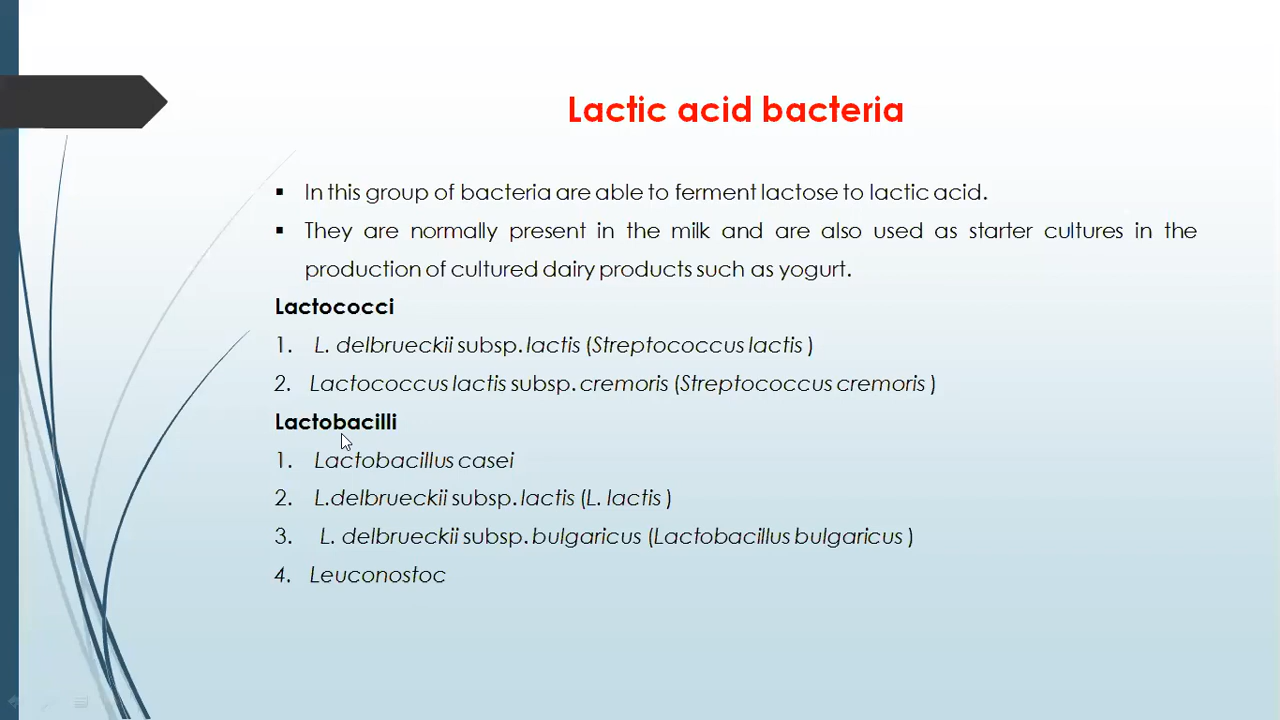 Lactic acid bacteria
▪ In this group of bacteria are able to ferment lactose to lactic acid.
▪ They are normally present in the milk and are also used as starter cultures in the
production of cultured dairy products such as yogurt.
Lactococci
1. L. delbrueckii subsp. lactis (Streptococcus lactis )
2. Lactococcus lactis subsp. cremoris (Streptococcus cremoris )
Lactobacilli
1. Lactobacillus casei
2. L.delbrueckii subsp. lactis (L. lactis )
3. L. delbrueckii subsp. bulgaricus (Lactobacillus bulgaricus )
4. Leuconostoc